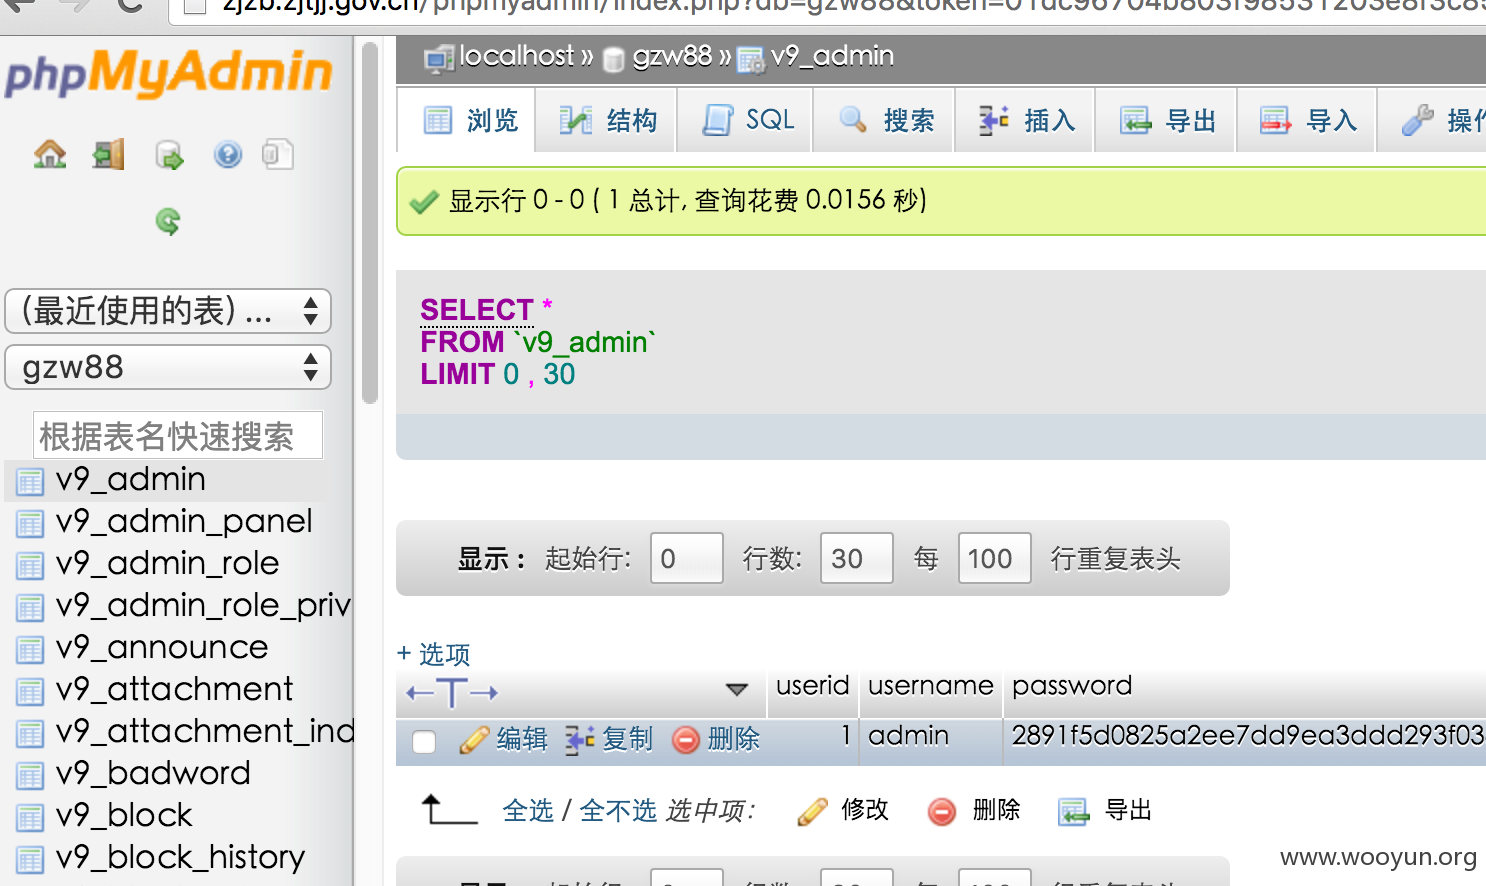 zjzb.zjtjj.gov.cn/phpmyadmin/index.php?db=gzw88&token=01dc96704b803f98531203e8f3c85
phpMyAdmin
localhost » gzw88 » v9_admin
浏览 结构 SQL 搜索 插入 导出 导入 操作
显示行 0 - 0 ( 1 总计, 查询花费 0.0156 秒)
SELECT *
FROM `v9_admin`
LIMIT 0 , 30
(最近使用的表) ...
gzw88
根据表名快速搜索
v9_admin
v9_admin_panel
v9_admin_role
v9_admin_role_priv
v9_announce
v9_attachment
v9_attachment_ind
v9_badword
v9_block
v9_block_history
显示 : 起始行: 0 行数: 30 每 100 行重复表头
+ 选项
←T→ userid username password
编辑 复制 删除 1 admin 2891f5d0825a2ee7dd9ea3ddd293f03
全选 / 全不选 选中项: 修改 删除 导出
www.wooyun.org